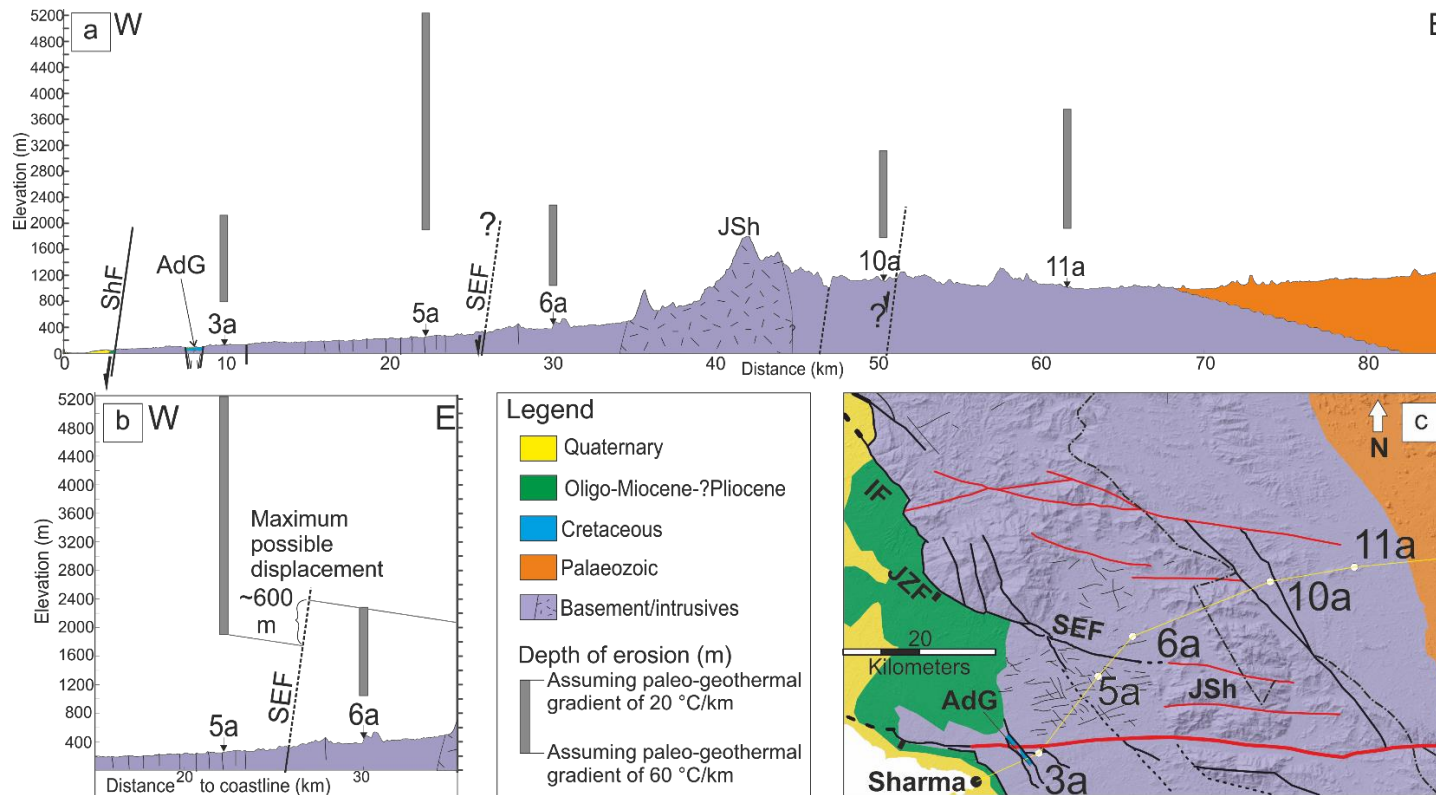 a
W
E
5200
4800
4400
4000
3600
3200
2800
2400
2000
1600
1200
800
400
0
Elevation (m)
ShF
AdG
3a
5a
SEF
?
6a
JSh
10a
?
11a
0
10
20
30
40
50
60
70
80
Distance (km)
b
W
E
5200
4800
4400
4000
3600
3200
2800
2400
2000
1600
1200
800
400
Elevation (m)
Maximum
possible
displacement
~600
m
SEF
5a
6a
20
30
Distance to coastline (km)
Legend
Quaternary
Oligo-Miocene-?Pliocene
Cretaceous
Palaeozoic
Basement/intrusives
Depth of erosion (m)
Assuming paleo-geothermal
gradient of 20 °C/km
Assuming paleo-geothermal
gradient of 60 °C/km
c
N
IF
JZF
SEF
11a
10a
6a
5a
JSh
AdG
3a
Sharma
20
Kilometers